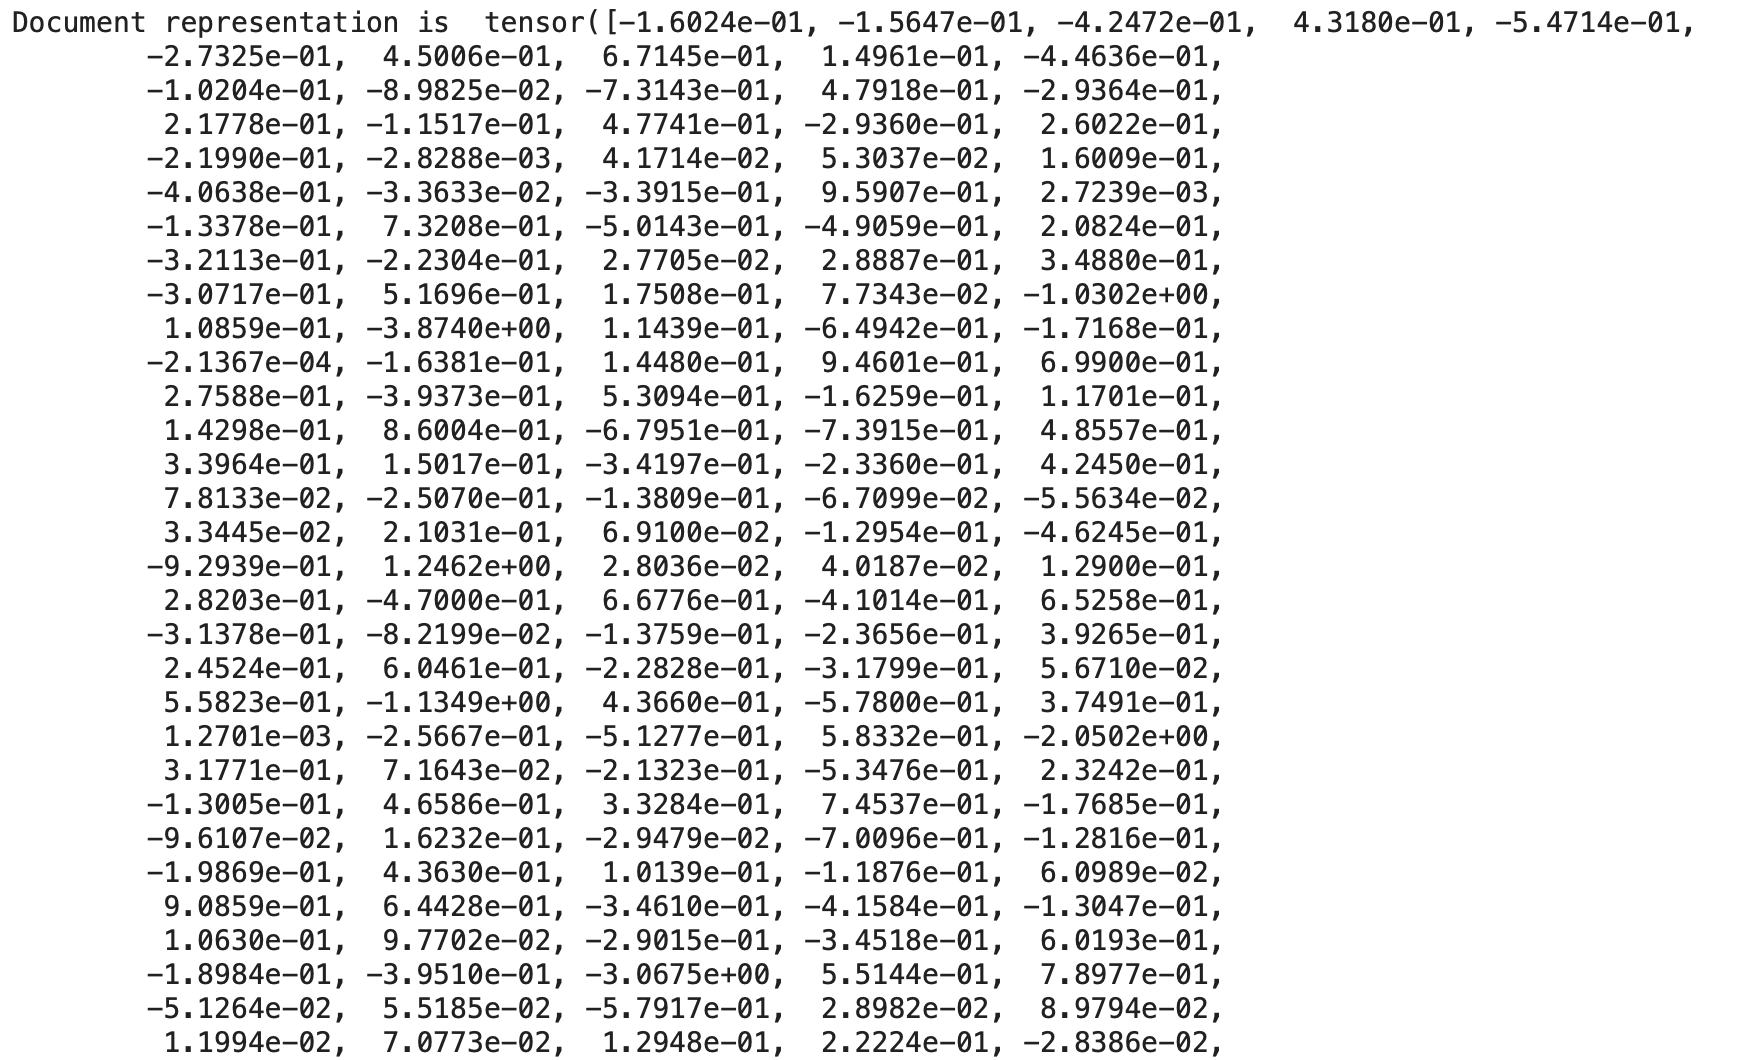 Document representation is  tensor([-1.6024e-01, -1.5647e-01, -4.2472e-01,  4.3180e-01, -5.4714e-01,
        -2.7325e-01,  4.5006e-01,  6.7145e-01,  1.4961e-01, -4.4636e-01,
        -1.0204e-01, -8.9825e-02, -7.3143e-01,  4.7918e-01, -2.9364e-01,
         2.1778e-01, -1.1517e-01,  4.7741e-01, -2.9360e-01,  2.6022e-01,
        -2.1990e-01, -2.8288e-03,  4.1714e-02,  5.3037e-02,  1.6009e-01,
        -4.0638e-01, -3.3633e-02, -3.3915e-01,  9.5907e-01,  2.7239e-03,
        -1.3378e-01,  7.3208e-01, -5.0143e-01, -4.9059e-01,  2.0824e-01,
        -3.2113e-01, -2.2304e-01,  2.7705e-02,  2.8887e-01,  3.4880e-01,
        -3.0717e-01,  5.1696e-01,  1.7508e-01,  7.7343e-02, -1.0302e+00,
         1.0859e-01, -3.8740e+00,  1.1439e-01, -6.4942e-01, -1.7168e-01,
        -2.1367e-04, -1.6381e-01,  1.4480e-01,  9.4601e-01,  6.9900e-01,
         2.7588e-01, -3.9373e-01,  5.3094e-01, -1.6259e-01,  1.1701e-01,
         1.4298e-01,  8.6004e-01, -6.7951e-01, -7.3915e-01,  4.8557e-01,
         3.3964e-01,  1.5017e-01, -3.4197e-01, -2.3360e-01,  4.2450e-01,
         7.8133e-02, -2.5070e-01, -1.3809e-01, -6.7099e-02, -5.5634e-02,
         3.3445e-02,  2.1031e-01,  6.9100e-02, -1.2954e-01, -4.6245e-01,
        -9.2939e-01,  1.2462e+00,  2.8036e-02,  4.0187e-02,  1.2900e-01,
         2.8203e-01, -4.7000e-01,  6.6776e-01, -4.1014e-01,  6.5258e-01,
        -3.1378e-01, -8.2199e-02, -1.3759e-01, -2.3656e-01,  3.9265e-01,
         2.4524e-01,  6.0461e-01, -2.2828e-01, -3.1799e-01,  5.6710e-02,
         5.5823e-01, -1.1349e+00,  4.3660e-01, -5.7800e-01,  3.7491e-01,
         1.2701e-03, -2.5667e-01, -5.1277e-01,  5.8332e-01, -2.0502e+00,
         3.1771e-01,  7.1643e-02, -2.1323e-01, -5.3476e-01,  2.3242e-01,
        -1.3005e-01,  4.6586e-01,  3.3284e-01,  7.4537e-01, -1.7685e-01,
        -9.6107e-02,  1.6232e-01, -2.9479e-02, -7.0096e-01, -1.2816e-01,
        -1.9869e-01,  4.3630e-01,  1.0139e-01, -1.1876e-01,  6.0989e-02,
         9.0859e-01,  6.4428e-01, -3.4610e-01, -4.1584e-01, -1.3047e-01,
         1.0630e-01,  9.7702e-02, -2.9015e-01, -3.4518e-01,  6.0193e-01,
        -1.8984e-01, -3.9510e-01, -3.0675e+00,  5.5144e-01,  7.8977e-01,
        -5.1264e-02,  5.5185e-02, -5.7917e-01,  2.8982e-02,  8.9794e-02,
         1.1994e-02,  7.0773e-02,  1.2948e-01,  2.2224e-01, -2.8386e-02,